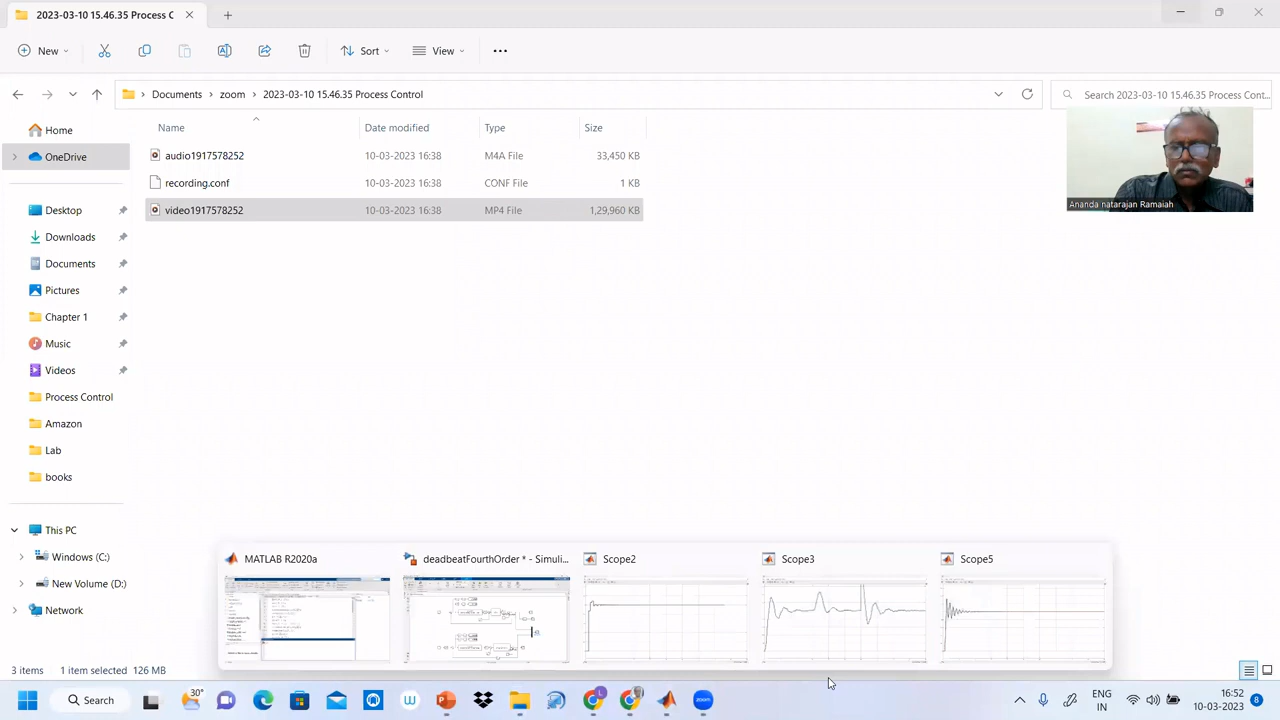 2023-03-10 15.46.35 Process C
New
Sort
View
Documents > zoom > 2023-03-10 15.46.35 Process Control
Search 2023-03-10 15.46.35 Process Cont...
Name Date modified Type Size
audio1917578252 10-03-2023 16:38 M4A File 33,450 KB
recording.conf 10-03-2023 16:38 CONF File 1 KB
video1917578252 10-03-2023 16:38 MP4 File 1,29,960 KB
Ananda natarajan Ramaiah
Home
OneDrive
Desktop
Downloads
Documents
Pictures
Chapter 1
Music
Videos
Process Control
Amazon
Lab
books
This PC
Windows (C:)
New Volume (D:)
Network
MATLAB R2020a
deadbeatFourthOrder * - Simuli...
Scope2
Scope3
Scope5
3 items 1 item selected 126 MB
Search
30°
zoom
ENG
IN
16:52
10-03-2023
8